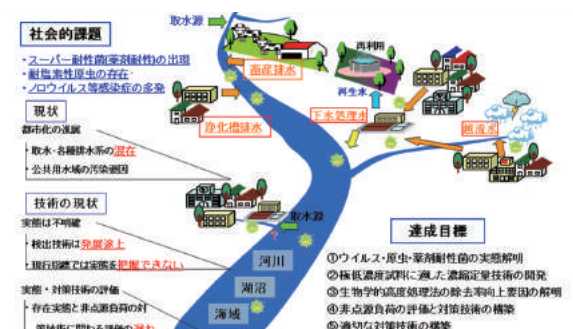 社会的課題
・スーパー耐性菌(薬剤耐性)の出現
・耐塩素性原虫の存在
・ノロウイルス等感染症の多発
現状
都市化の進展
・取水・各種排水系の混在
・公共用水域の汚染要因
技術の現状
実態は不明確
・検出技術は発展途上
・現行指標では実態を把握できない
実態・対策技術の評価
・存在実態と非点源負荷の対
取水源
畜産排水
浄化槽排水
再利用
再生水
下水処理水
越流水
取水源
河川
湖沼
海域
達成目標
①ウイルス・原虫・薬剤耐性菌の実態解明
②極低濃度試料に適した濃縮定量技術の開発
③生物学的高度処理法の除去率向上要因の解明
④非点源負荷の評価と対策技術の構築
⑤適切な対策技術の構築